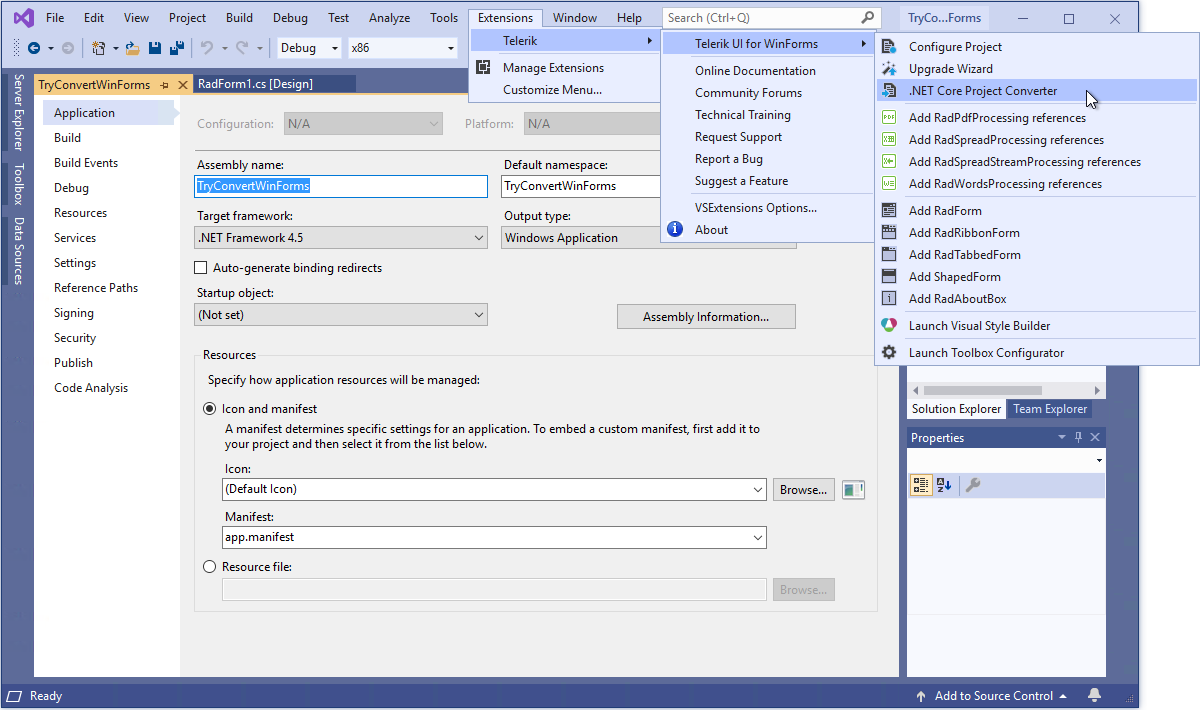 File Edit View Project Build Debug Test Analyze Tools Extensions Window Help Search (Ctrl+Q) TryCo...Forms
Debug x86
Telerik
Manage Extensions
Customize Menu...
Telerik UI for WinForms
Online Documentation
Community Forums
Technical Training
Request Support
Report a Bug
Suggest a Feature
VSExtensions Options...
About
Configure Project
Upgrade Wizard
.NET Core Project Converter
Add RadPdfProcessing references
Add RadSpreadProcessing references
Add RadSpreadStreamProcessing references
Add RadWordsProcessing references
Add RadForm
Add RadRibbonForm
Add RadTabbedForm
Add ShapedForm
Add RadAboutBox
Launch Visual Style Builder
Launch Toolbox Configurator
Server Explorer
Toolbox
Data Sources
TryConvertWinForms RadForm1.cs [Design]
Application
Build
Build Events
Debug
Resources
Services
Settings
Reference Paths
Signing
Security
Publish
Code Analysis
Configuration: N/A Platform: N/A
Assembly name: Default namespace:
TryConvertWinForms TryConvertWinForms
Target framework: Output type:
.NET Framework 4.5 Windows Application
Auto-generate binding redirects
Startup object:
(Not set) Assembly Information...
Resources
Specify how application resources will be managed:
Icon and manifest
A manifest determines specific settings for an application. To embed a custom manifest, first add it to
your project and then select it from the list below.
Icon:
(Default Icon) Browse...
Manifest:
app.manifest
Resource file:
Browse...
Solution Explorer Team Explorer
Properties
Ready Add to Source Control